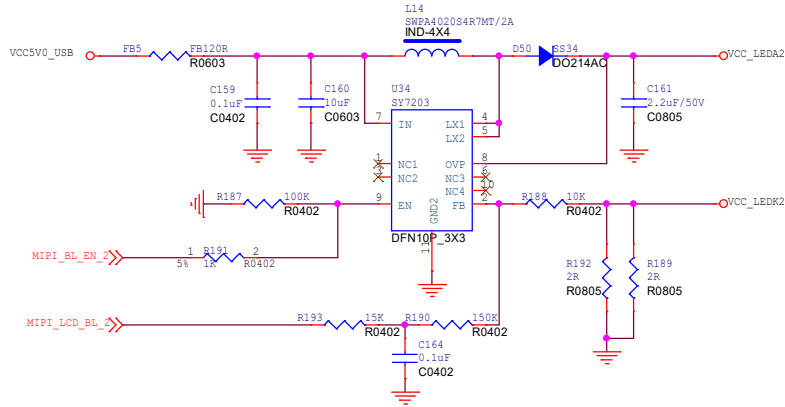 L14
SWPA4020S4R7MT/2A
IND-4X4
VCC5V0_USB
FB5
FB120R
R0603
D50
SS34
DO214AC
VCC_LEDA2
C159
0.1uF
C0402
C160
10uF
C0603
U34
SY7203
C161
2.2uF/50V
C0805
7
IN
LX1
4
LX2
5
1
NC1
OVP
8
3
NC2
NC3
6
NC4
10
R187
100K
R0402
9
EN
FB
2
GND2
11
DFN10P_3X3
R188
10K
R0402
VCC_LEDK2
MIPI_BL_EN_2
1
R191
2
5%
1K
R0402
R192
2R
R0805
R189
2R
R0805
MIPI_LCD_BL_2
R193
15K
R0402
R190
150K
R0402
C164
0.1uF
C0402